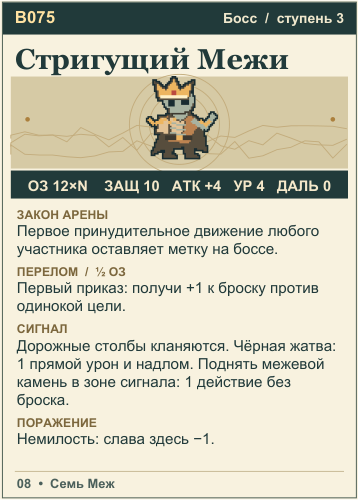 B075
Босс / ступень 3
Стригущий Межи
ОЗ 12×N ЗАЩ 10 АТК +4 УР 4 ДАЛЬ 0
ЗАКОН АРЕНЫ
Первое принудительное движение любого
участника оставляет метку на боссе.
ПЕРЕЛОМ / ½ ОЗ
Первый приказ: получи +1 к броску против
одинокой цели.
СИГНАЛ
Дорожные столбы кланяются. Чёрная жатва:
1 прямой урон и надлом. Поднять межевой
камень в зоне сигнала: 1 действие без
броска.
ПОРАЖЕНИЕ
Немилость: слава здесь −1.
08 • Семь Меж